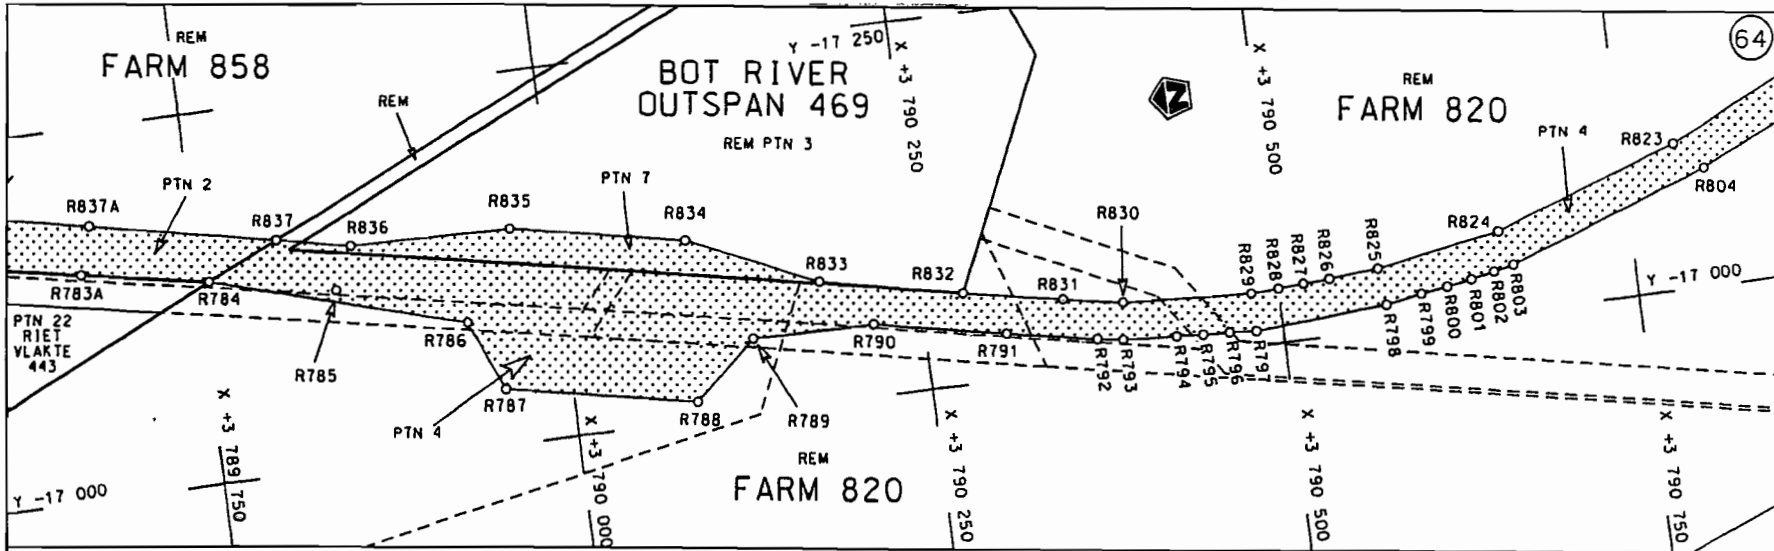 REM
FARM 858
REM
BOT RIVER
OUTSPAN 469
REM PTN 3
Y -17 250
X +3 790 250
X +3 790 500
REM
FARM 820
64
PTN 4
R823
R804
PTN 2
PTN 7
R837A
R837
R836
R835
R834
R833
R832
R831
R830
R829
R828
R827
R826
R825
R824
Y -17 000
R783A
R784
R785
R786
R787
R788
R789
R790
R791
R792
R793
R794
R795
R796
R797
R798
R799
R800
R801
R802
R803
PTN 22
RIET
VLAKTE
443
PTN 4
REM
FARM 820
Y -17 000
X +3 789 750
X +3 790 000
X +3 790 250
X +3 790 500
X +3 790 750
N